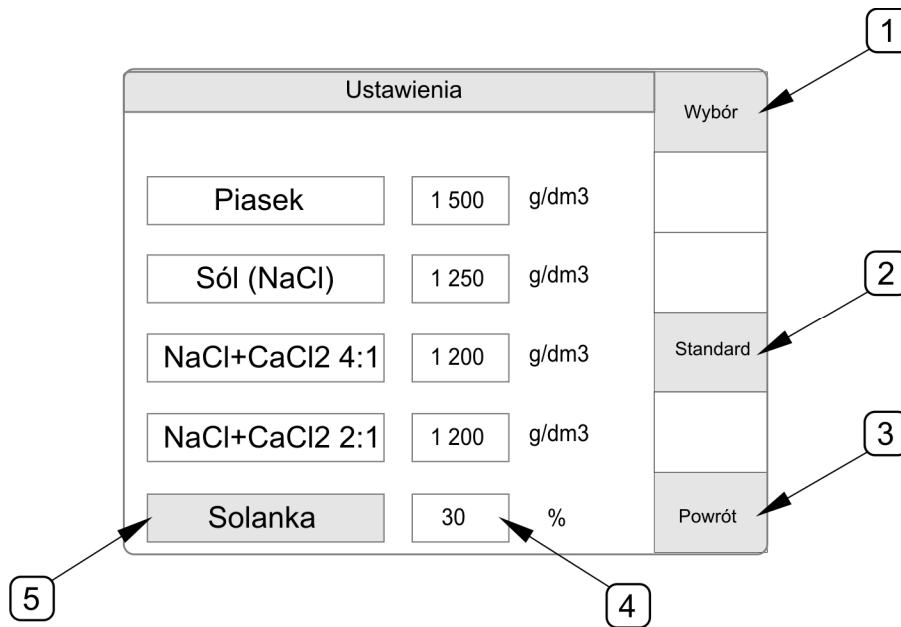 1
Ustawienia
Wybór
Piasek 1 500 g/dm3
Sól (NaCl) 1 250 g/dm3
2
NaCl+CaCl2 4:1 1 200 g/dm3
Standard
NaCl+CaCl2 2:1 1 200 g/dm3
3
Solanka 30 %
Powrót
5
4